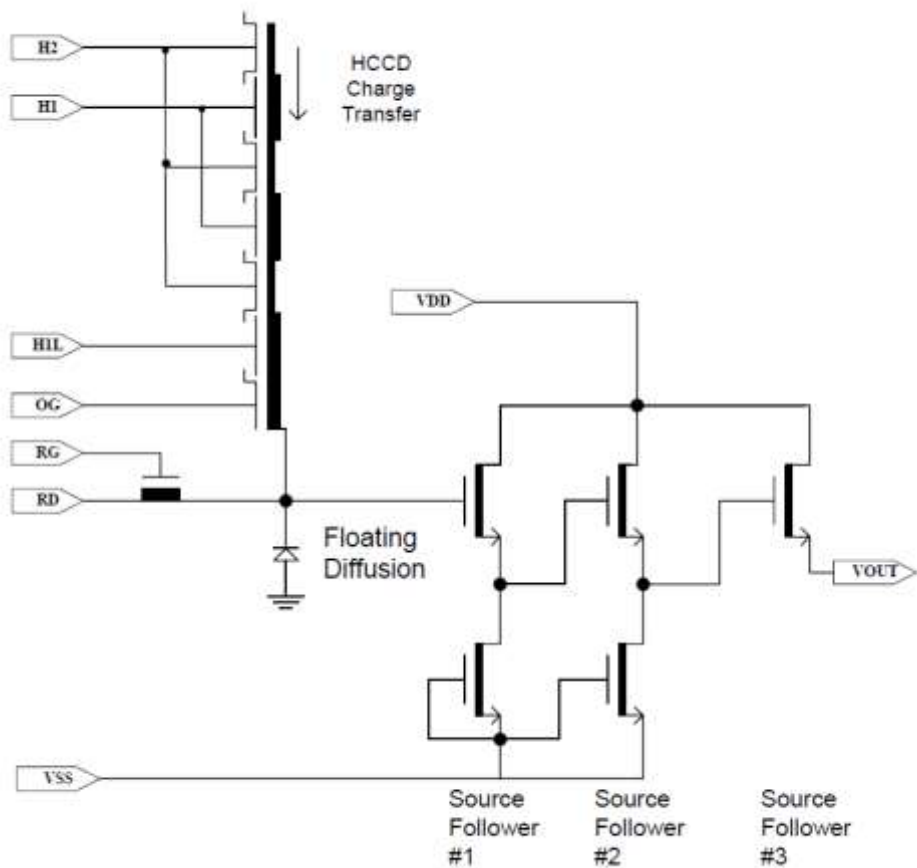 H2
HCCD
Charge
Transfer
H1
VDD
H1L
OG
RG
RD
Floating
Diffusion
VOUT
VSS
Source
Follower
#1
Source
Follower
#2
Source
Follower
#3